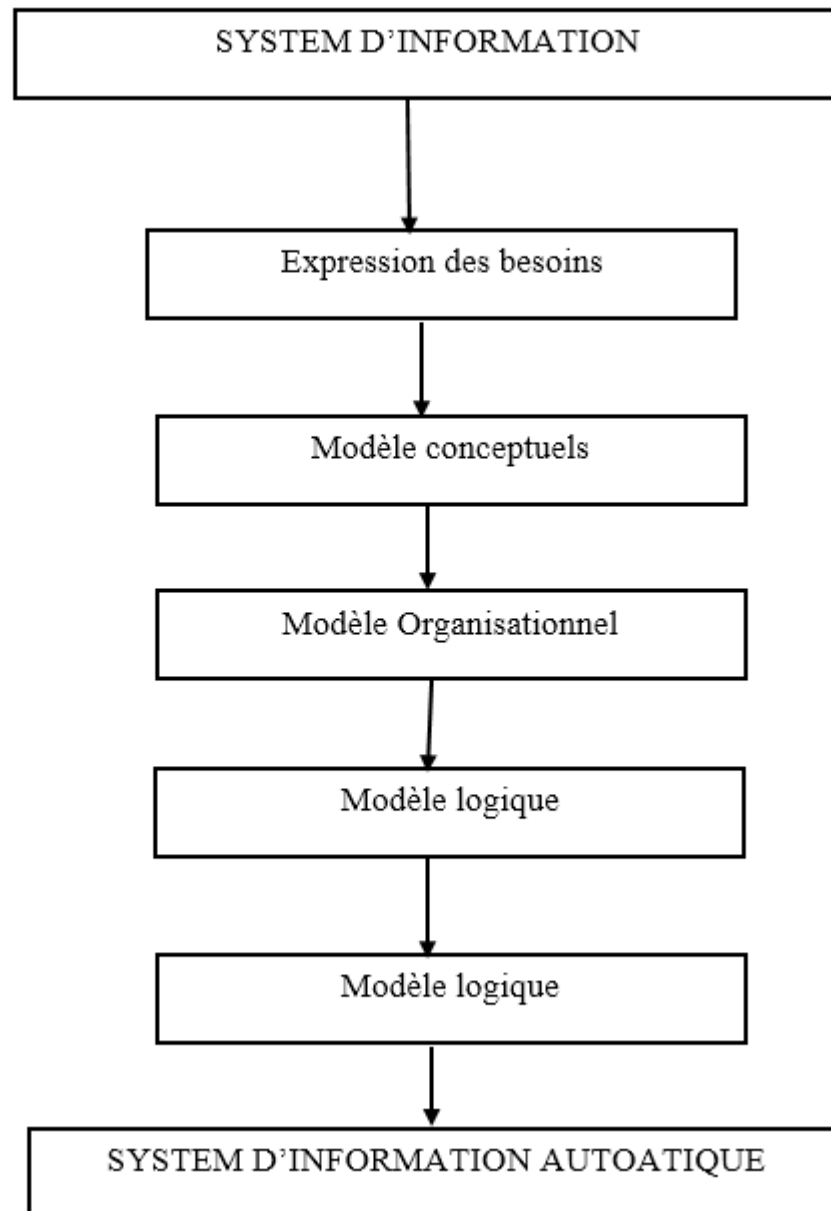 SYSTEM D’INFORMATION
Expression des besoins
Modèle conceptuels
Modèle Organisationnel
Modèle logique
Modèle logique
SYSTEM D’INFORMATION AUTOATIQUE